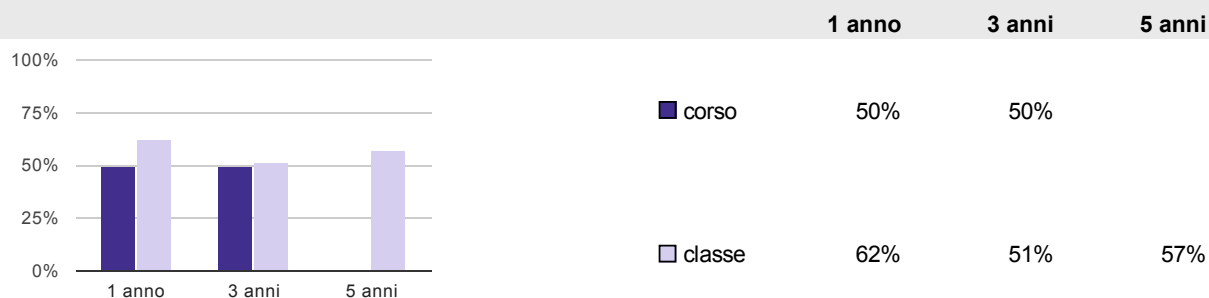 1 anno 3 anni 5 anni
100%
75%
corso 50% 50%
50%
25%
classe 62% 51% 57%
0%
1 anno 3 anni 5 anni